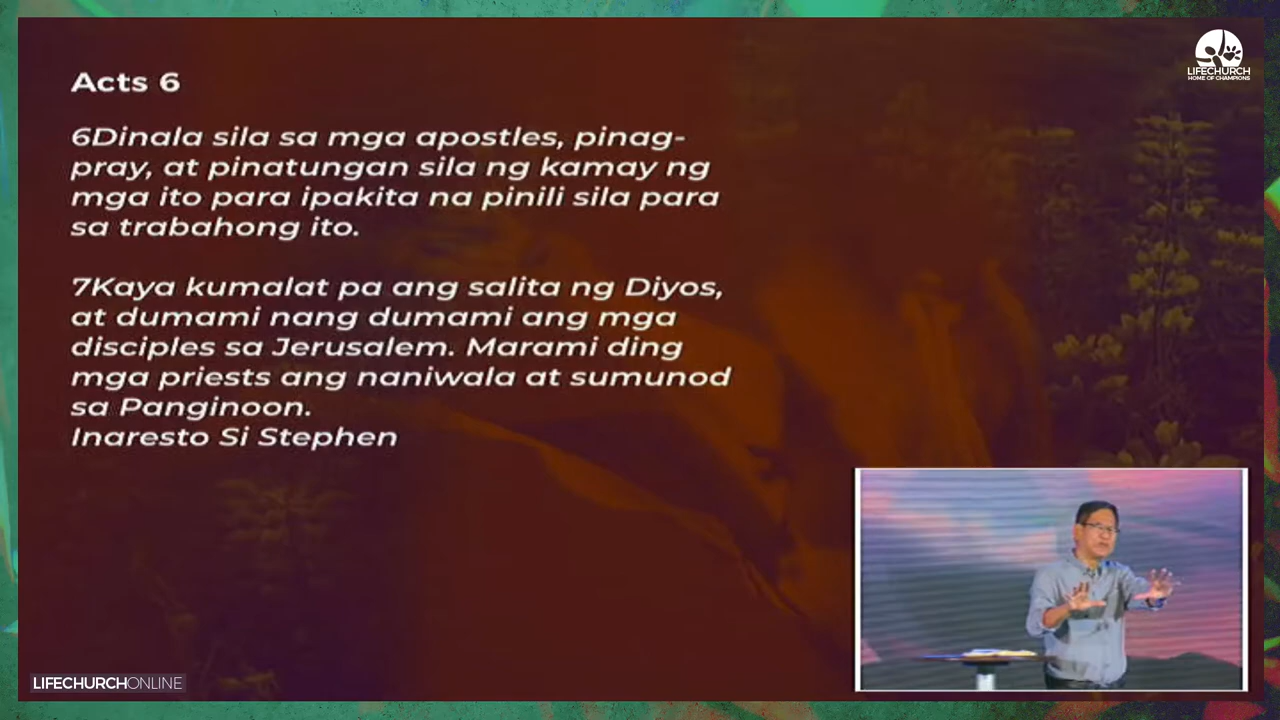 Acts 6
6Dinala sila sa mga apostles, pinag-
pray, at pinatungan sila ng kamay ng
mga ito para ipakita na pinili sila para
sa trabahong ito.
7Kaya kumalat pa ang salita ng Diyos,
at dumami nang dumami ang mga
disciples sa Jerusalem. Marami ding
mga priests ang naniwala at sumunod
sa Panginoon.
Inaresto Si Stephen
LIFECHURCH
HOME OF CHAMPIONS
LIFECHURCHONLINE